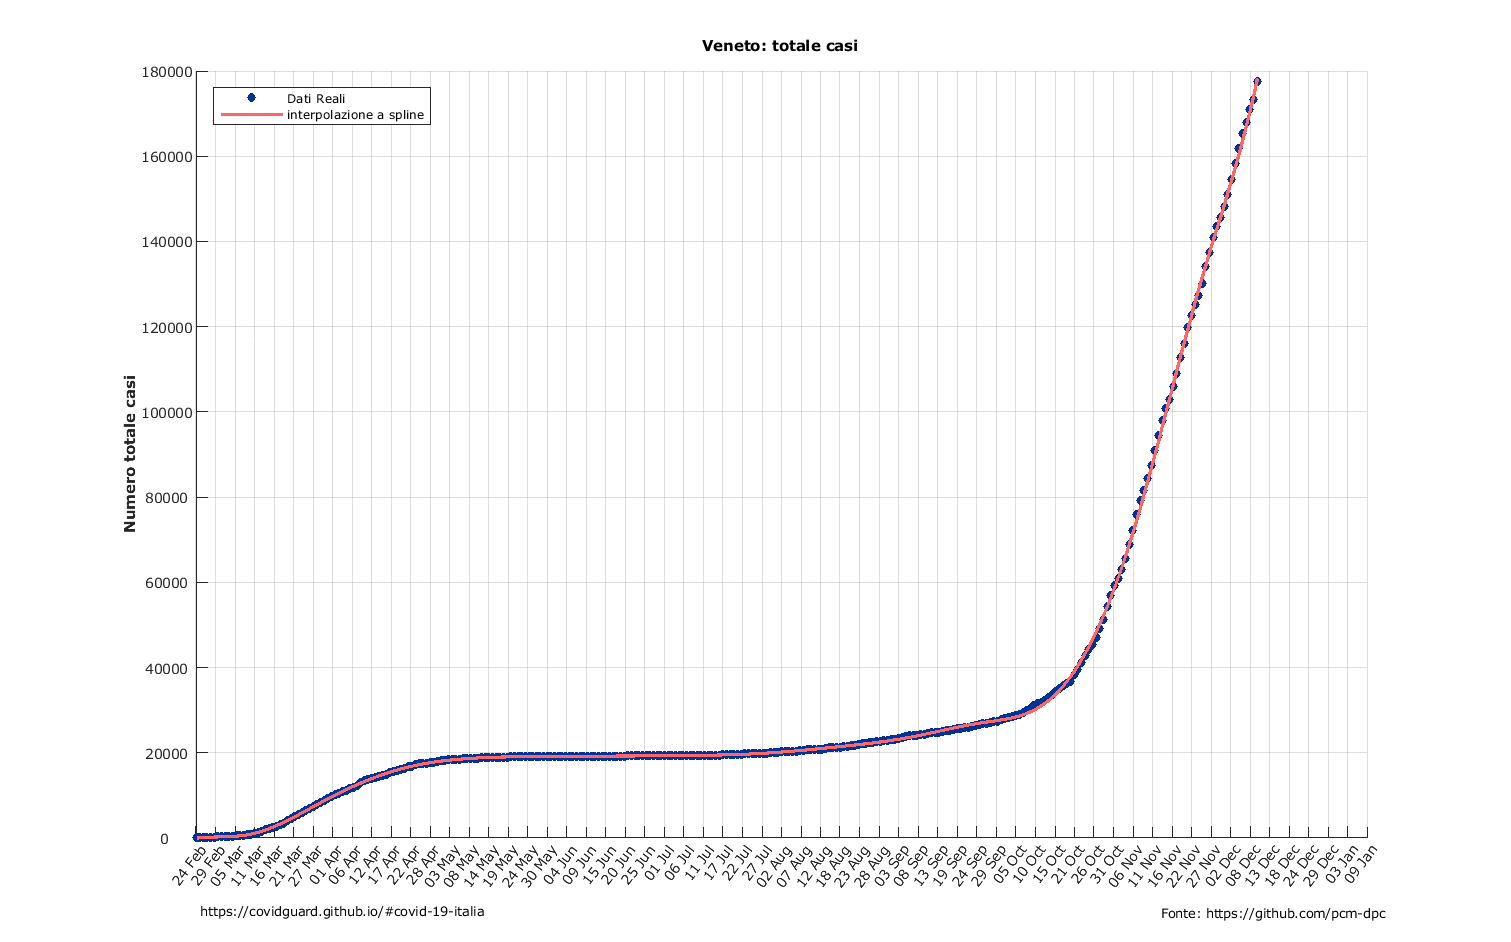 Veneto: totale casi
180000
160000
140000
120000
100000
80000
60000
40000
20000
0
Dati Reali
interpolazione a spline
Numero totale casi
24 Feb
29 Feb
05 Mar
11 Mar
16 Mar
21 Mar
27 Mar
01 Apr
06 Apr
12 Apr
17 Apr
22 Apr
28 Apr
03 May
08 May
14 May
19 May
24 May
30 May
04 Jun
09 Jun
15 Jun
20 Jun
25 Jun
01 Jul
06 Jul
11 Jul
17 Jul
22 Jul
27 Jul
02 Aug
07 Aug
12 Aug
18 Aug
23 Aug
28 Aug
03 Sep
08 Sep
13 Sep
19 Sep
24 Sep
29 Sep
05 Oct
10 Oct
15 Oct
21 Oct
26 Oct
31 Oct
06 Nov
11 Nov
16 Nov
22 Nov
27 Nov
02 Dec
08 Dec
13 Dec
18 Dec
24 Dec
29 Dec
03 Jan
09 Jan
https://covidguard.github.io/#covid-19-italia
Fonte: https://github.com/pcm-dpc